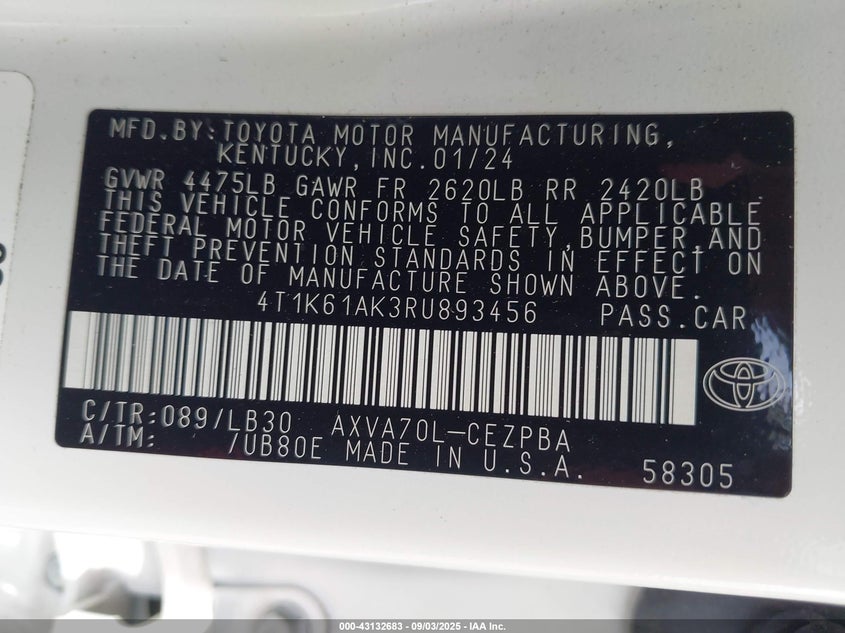 MFD.BY:TOYOTA MOTOR MANUFACTURING,
KENTUCKY,INC.01/24
GVWR 4475LB GAWR FR 2620LB RR 2420LB
THIS VEHICLE CONFORMS TO ALL APPLICABLE
FEDERAL MOTOR VEHICLE SAFETY,BUMPER,AND
THEFT PREVENTION STANDARDS IN EFFECT ON
THE DATE OF MANUFACTURE SHOWN ABOVE.
4T1K61AK3RU893456 PASS.CAR
C/TR:089/LB30 AXVA70L-CEZPBA
A/TM: /UB80E MADE IN U.S.A. 58305
000-43132683 - 09/03/2025 - IAA Inc.